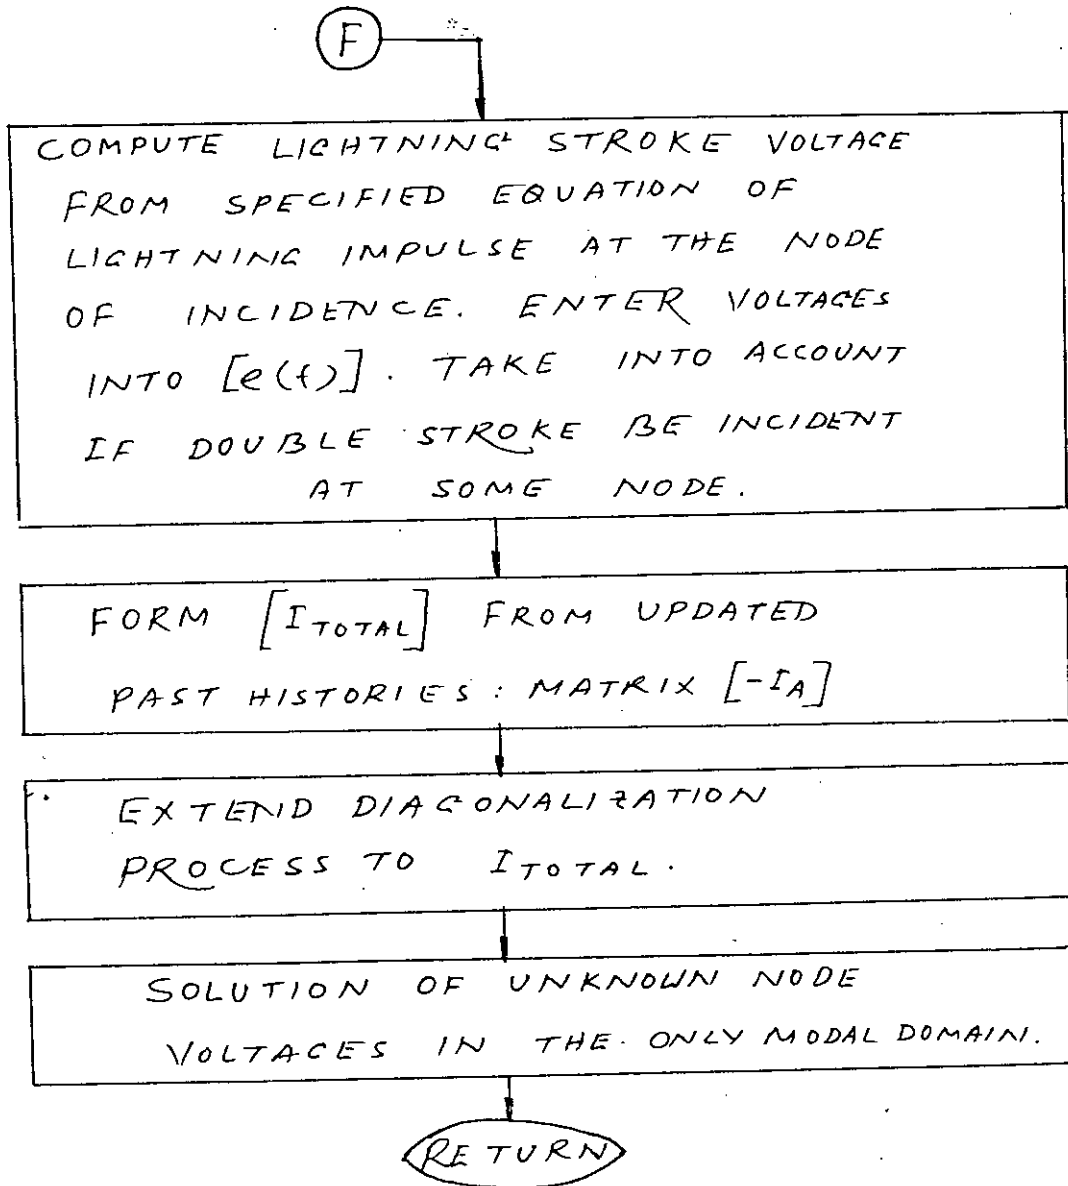 F
COMPUTE LIGHTNING STROKE VOLTAGE
FROM SPECIFIED EQUATION OF
LIGHTNING IMPULSE AT THE NODE
OF INCIDENCE. ENTER VOLTAGES
INTO [e(t)]. TAKE INTO ACCOUNT
IF DOUBLE STROKE BE INCIDENT
AT SOME NODE.
FORM [I TOTAL] FROM UPDATED
PAST HISTORIES: MATRIX [-I A]
EXTEND DIAGONALIZATION
PROCESS TO I TOTAL.
SOLUTION OF UNKNOWN NODE
VOLTAGES IN THE ONLY MODAL DOMAIN.
RETURN